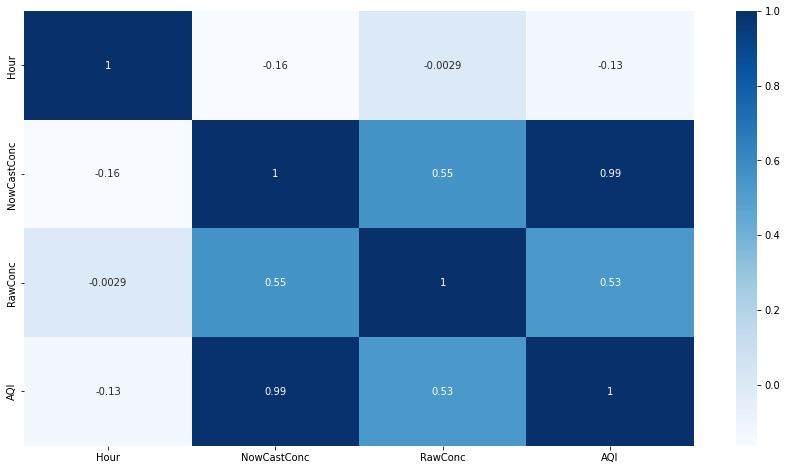 Hour 1 -0.16 -0.0029 -0.13
NowCastConc -0.16 1 0.55 0.99
RawConc -0.0029 0.55 1 0.53
AQI -0.13 0.99 0.53 1
Hour NowCastConc RawConc AQI
1.0
0.8
0.6
0.4
0.2
0.0